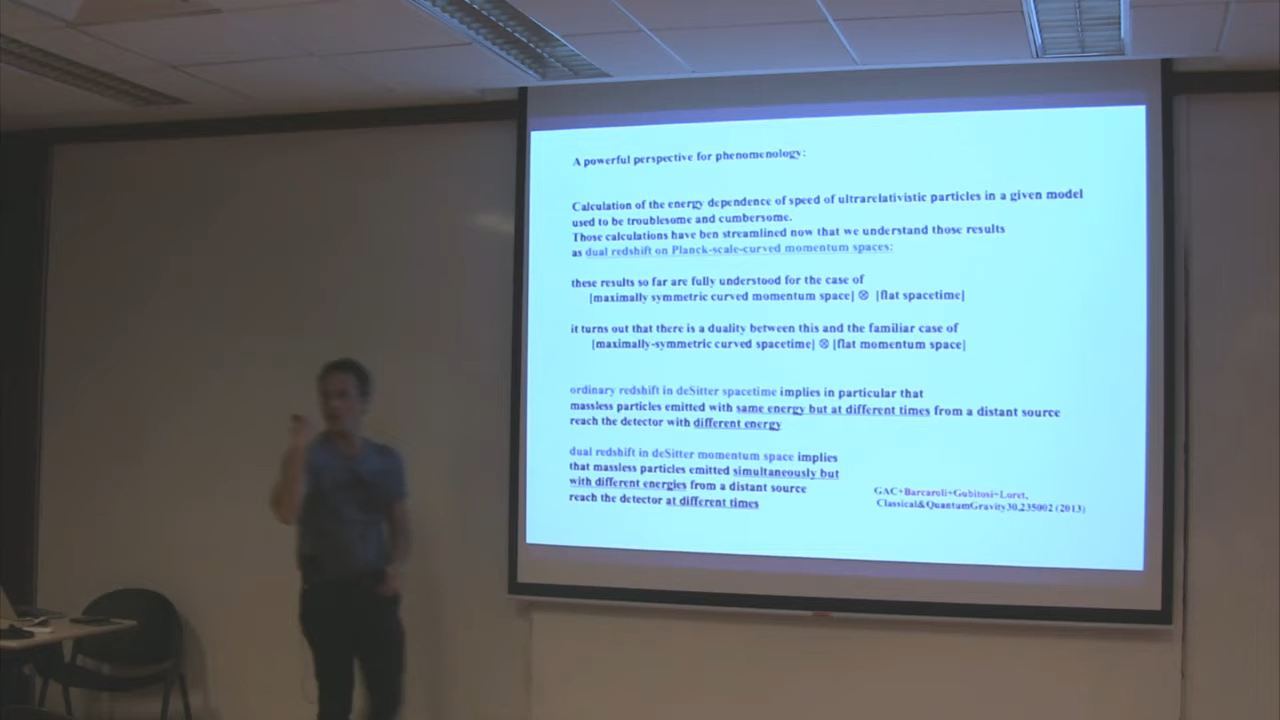 A powerful perspective for phenomenology:
Calculation of the energy dependence of speed of ultrarelativistic particles in a given model
used to be troublesome and cumbersome.
Those calculations have ben streamlined now that we understand those results
as dual redshift on Planck-scale-curved momentum spaces:
these results so far are fully understood for the case of
[maximally symmetric curved momentum space] ⊗ [flat spacetime]
it turns out that there is a duality between this and the familiar case of
[maximally-symmetric curved spacetime] ⊗ [flat momentum space]
ordinary redshift in deSitter spacetime implies in particular that
massless particles emitted with same energy but at different times from a distant source
reach the detector with different energy
dual redshift in deSitter momentum space implies
that massless particles emitted simultaneously but
with different energies from a distant source
reach the detector at different times
GAC+Barcaroli+Gubitosi+Loret,
Classical&QuantumGravity30,235002 (2013)